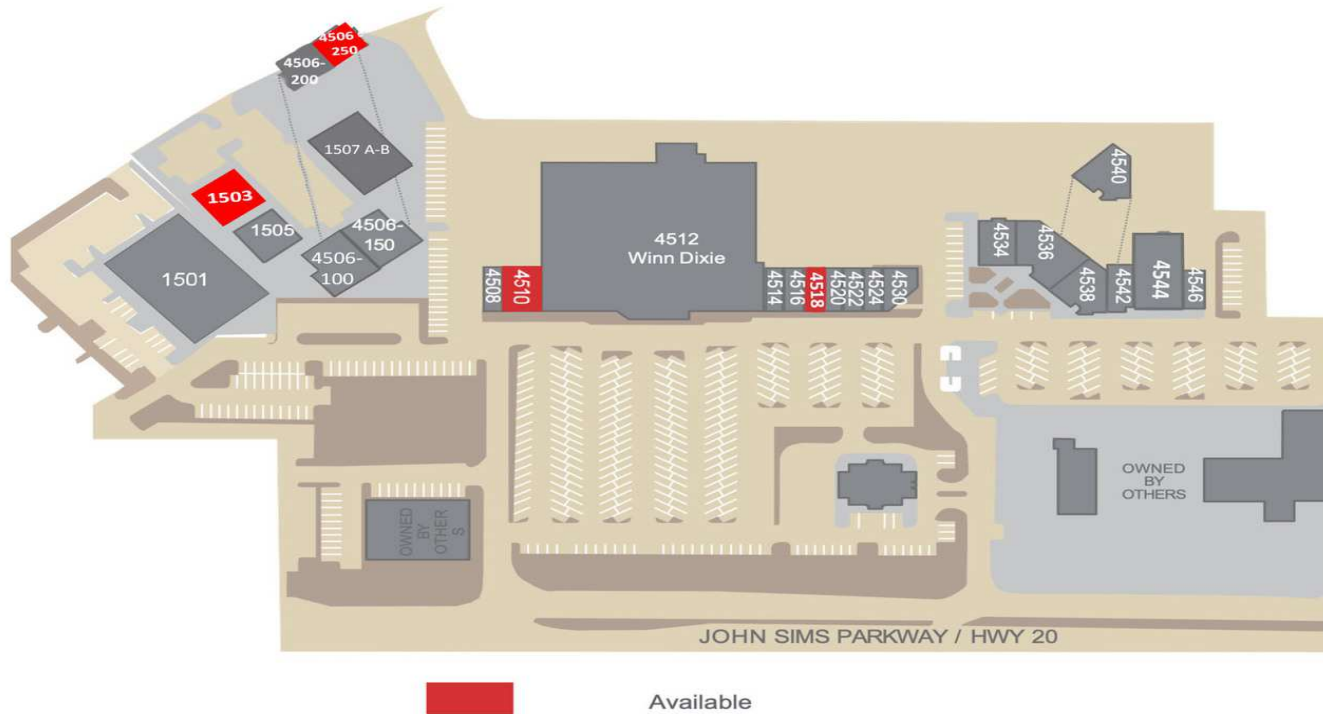 4506
250
4506-
200
1507 A-B
1503
1505
4506-
150
4506-
100
1501
4508
4510
4512
Winn Dixie
4514
4516
4518
4520
4522
4524
4530
4540
4534
4536
4538
4542
4544
4546
OWNED
BY
OTHERS
OWNED
BY
OTHER
S
JOHN SIMS PARKWAY / HWY 20
Available